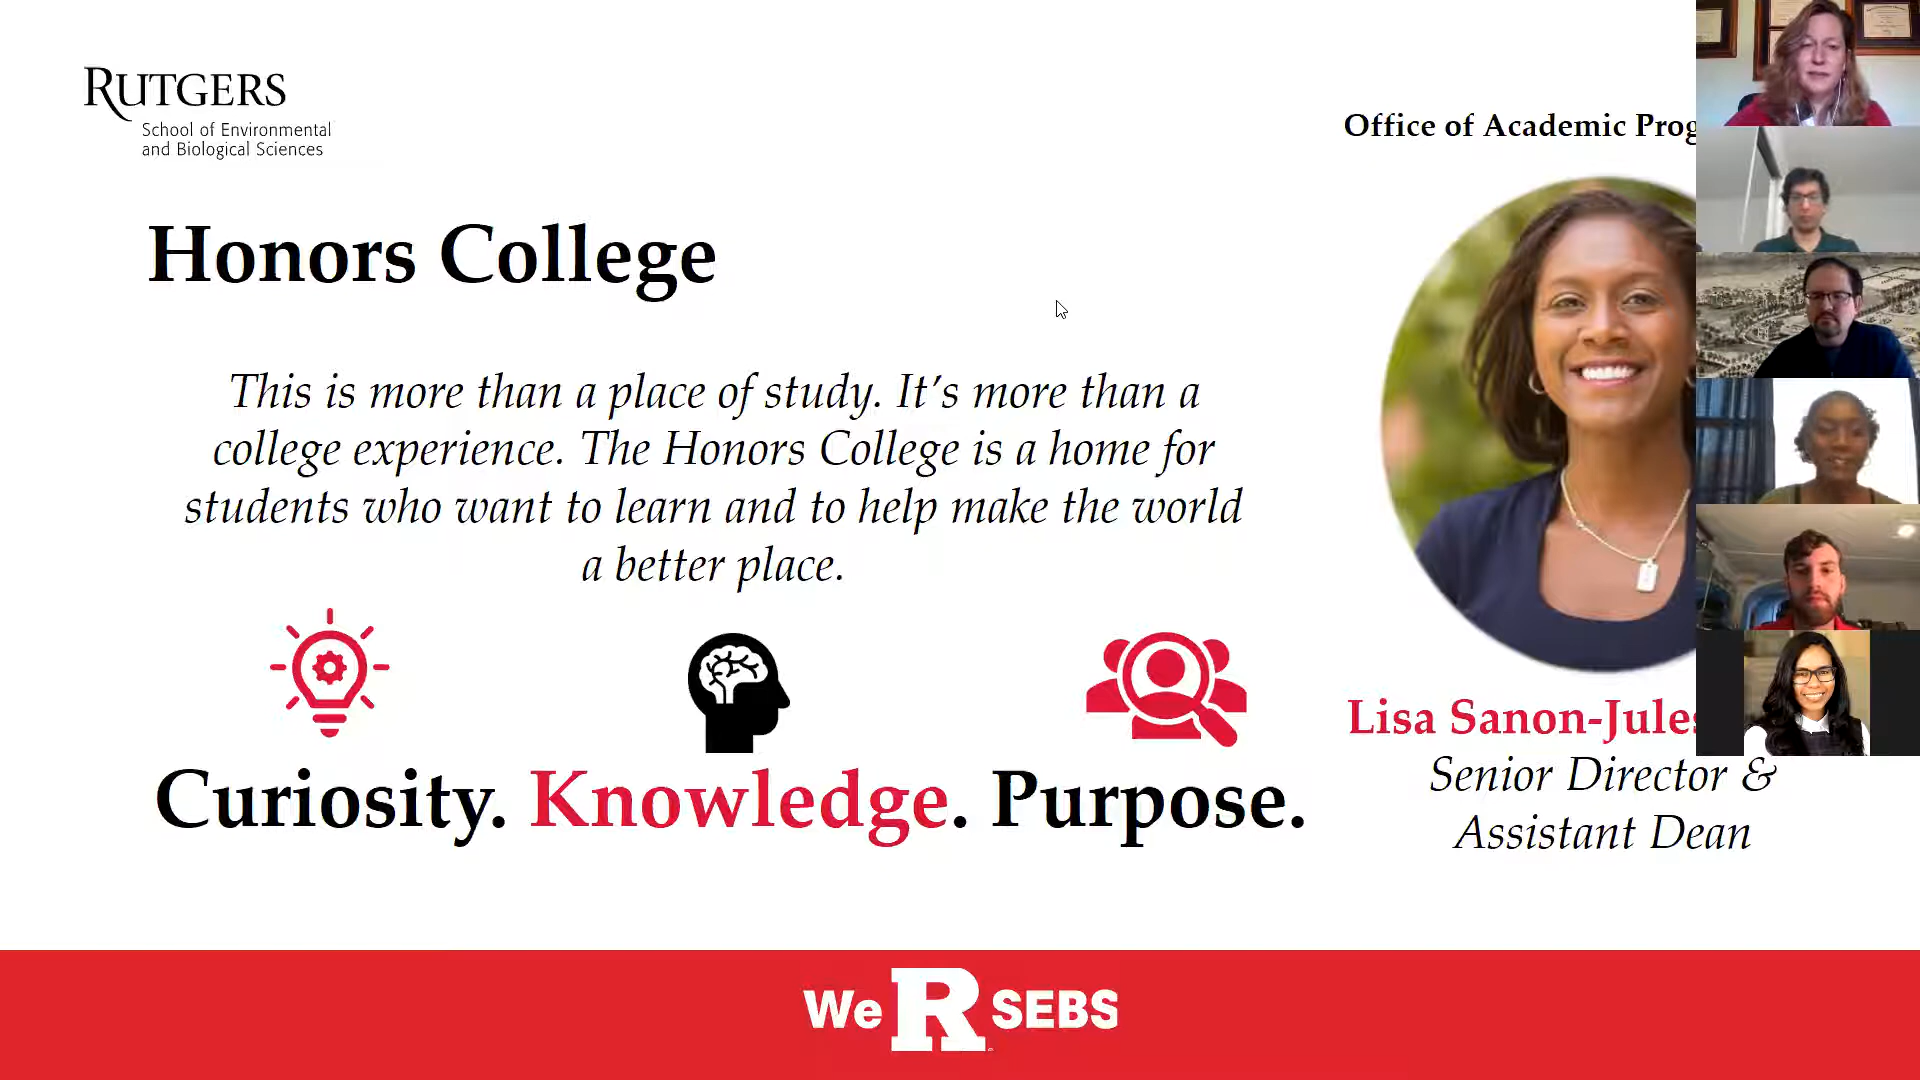 RUTGERS
School of Environmental
and Biological Sciences
Office of Academic
Honors College
This is more than a place of study. It’s more than a
college experience. The Honors College is a home for
students who want to learn and to help make the world
a better place.
Curiosity. Knowledge. Purpose.
Lisa Sanon-Jules
Senior Director &
Assistant Dean
We R SEBS